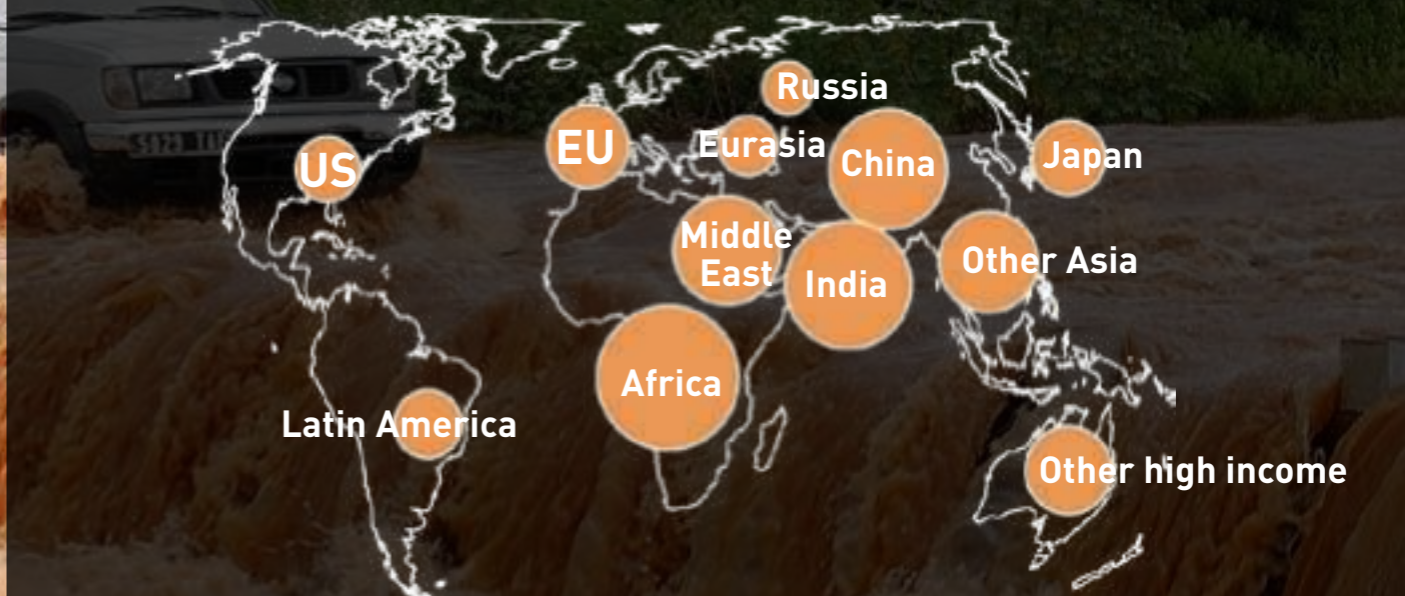 Russia
EU
Eurasia
China
Japan
US
Middle
East
Other Asia
India
Africa
Latin America
Other high income